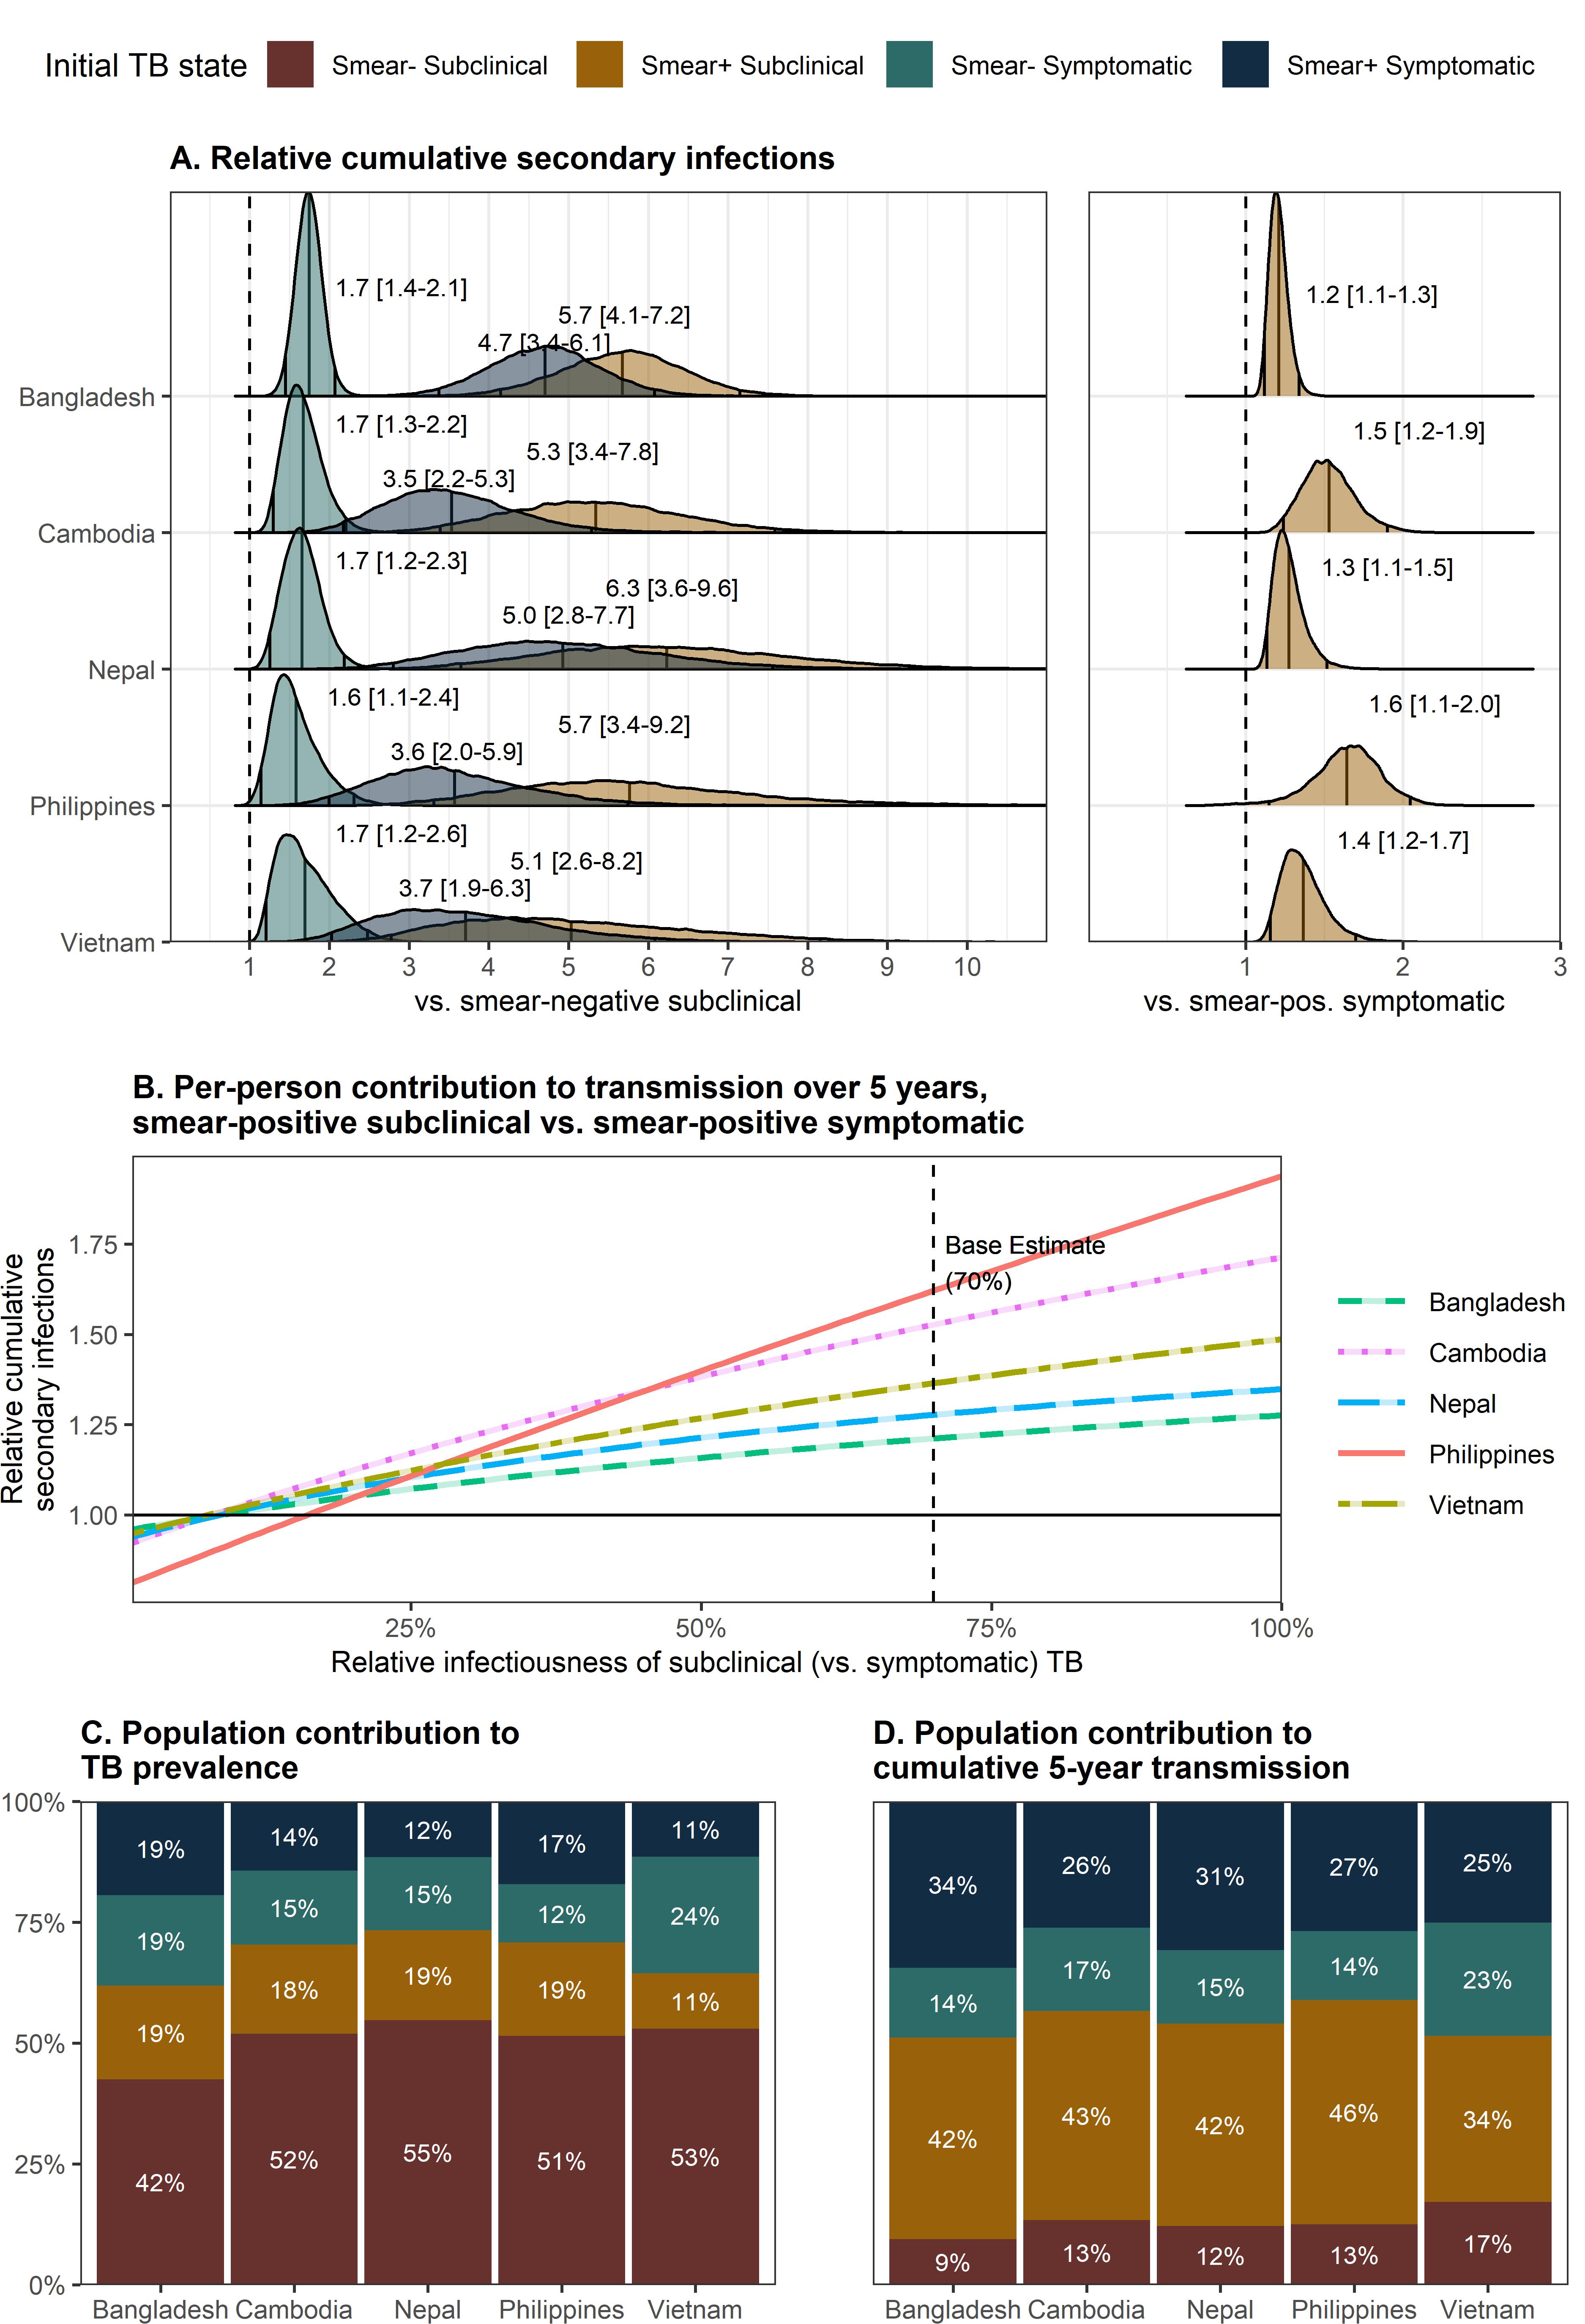 Initial TB state
Smear- Subclinical
Smear+ Subclinical
Smear- Symptomatic
Smear+ Symptomatic
A. Relative cumulative secondary infections
1.7 [1.4-2.1]
5.7 [4.1-7.2]
4.7 [3.4-6.1]
1.2 [1.1-1.3]
Bangladesh
1.7 [1.3-2.2]
5.3 [3.4-7.8]
3.5 [2.2-5.3]
1.5 [1.2-1.9]
Cambodia
1.7 [1.2-2.3]
6.3 [3.6-9.6]
5.0 [2.8-7.7]
1.3 [1.1-1.5]
Nepal
1.6 [1.1-2.4]
5.7 [3.4-9.2]
3.6 [2.0-5.9]
1.6 [1.1-2.0]
Philippines
1.7 [1.2-2.6]
5.1 [2.6-8.2]
3.7 [1.9-6.3]
1.4 [1.2-1.7]
Vietnam
1 2 3 4 5 6 7 8 9 10
vs. smear-negative subclinical
1 2 3
vs. smear-pos. symptomatic
B. Per-person contribution to transmission over 5 years,
smear-positive subclinical vs. smear-positive symptomatic
Relative cumulative
secondary infections
1.75
1.50
1.25
1.00
Base Estimate
(70%)
25% 50% 75% 100%
Relative infectiousness of subclinical (vs. symptomatic) TB
Bangladesh
Cambodia
Nepal
Philippines
Vietnam
C. Population contribution to
TB prevalence
100%
75%
50%
25%
0%
19% 14% 12% 17% 11%
19% 15% 15% 12% 24%
19% 18% 19% 19% 11%
42% 52% 55% 51% 53%
Bangladesh Cambodia Nepal Philippines Vietnam
D. Population contribution to
cumulative 5-year transmission
34% 26% 31% 27% 25%
14% 17% 15% 14% 23%
42% 43% 42% 46% 34%
9% 13% 12% 13% 17%
Bangladesh Cambodia Nepal Philippines Vietnam